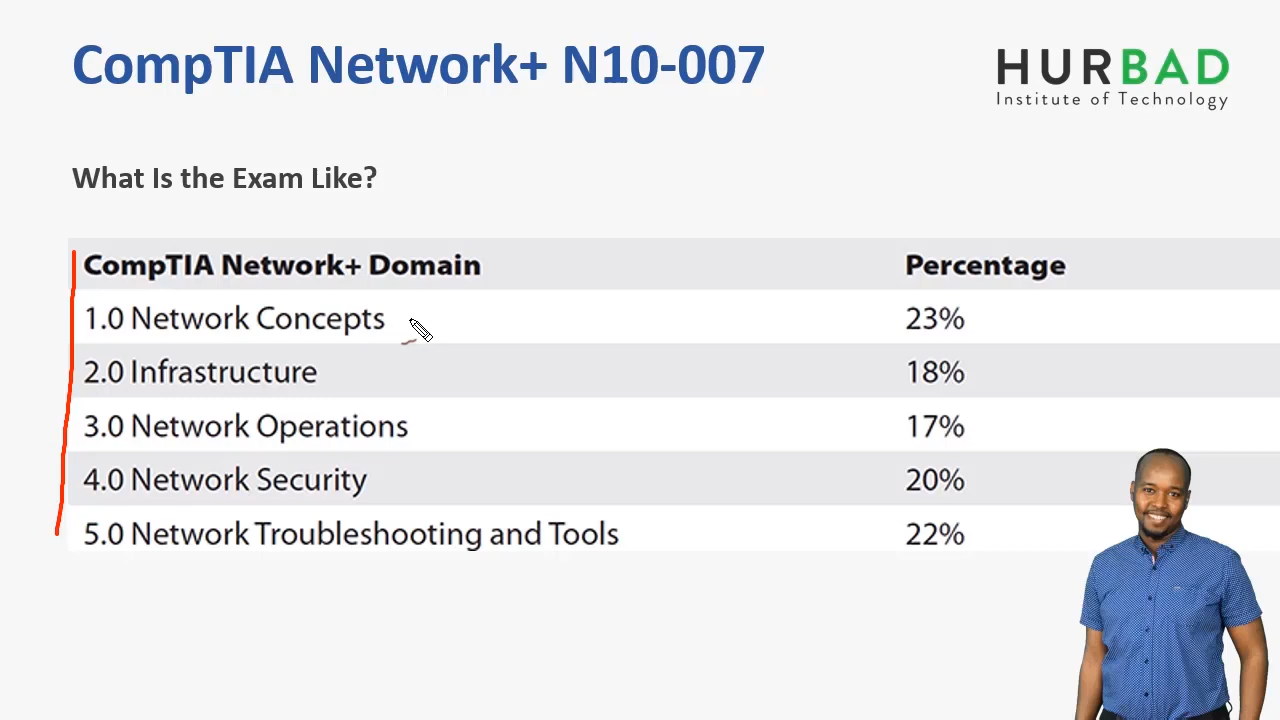 CompTIA Network+ N10-007
HURBAD
Institute of Technology
What Is the Exam Like?
CompTIA Network+ Domain Percentage
1.0 Network Concepts 23%
2.0 Infrastructure 18%
3.0 Network Operations 17%
4.0 Network Security 20%
5.0 Network Troubleshooting and Tools 22%